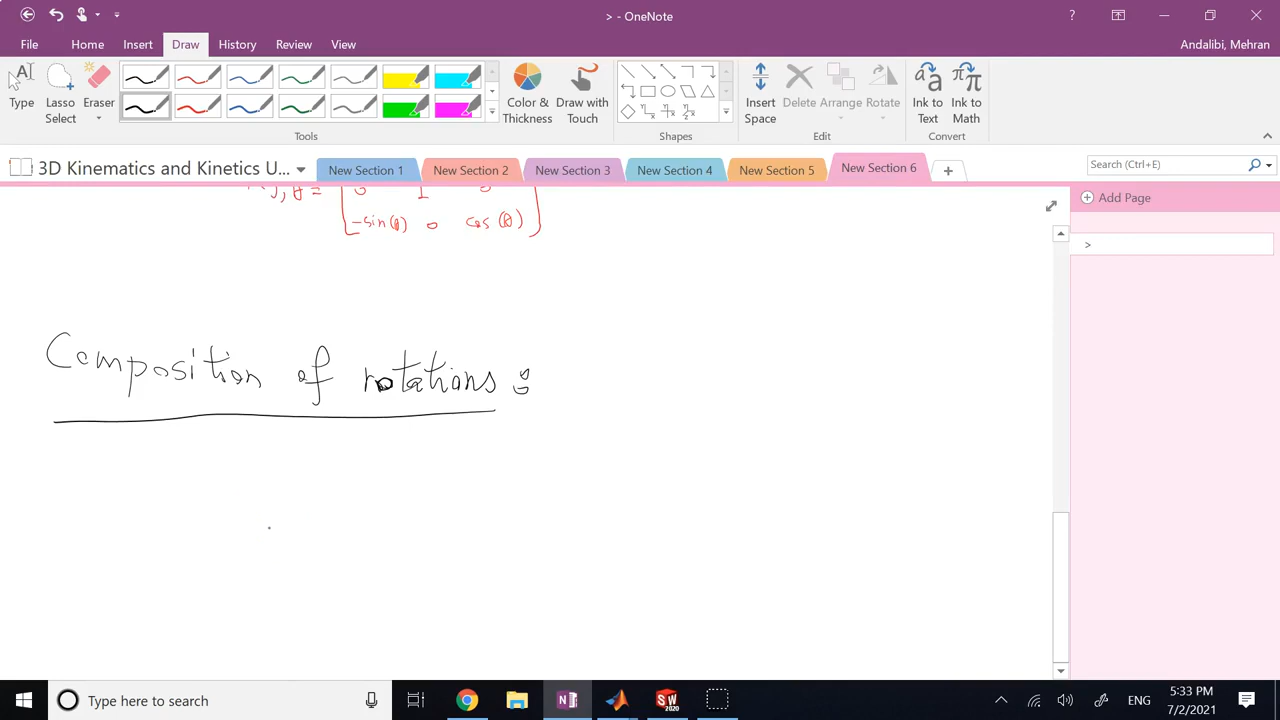 > - OneNote
Andalibi, Mehran
File Home Insert Draw History Review View
Type Lasso Select Eraser Color & Thickness Draw with Touch Insert Space Delete Arrange Rotate Ink to Text Ink to Math
Tools Shapes Edit Convert
3D Kinematics and Kinetics U... New Section 1 New Section 2 New Section 3 New Section 4 New Section 5 New Section 6 Search (Ctrl+E)
Add Page
>
-sin(θ) 0 cos(θ)
Composition of rotations :
Type here to search
ENG 5:33 PM
7/2/2021